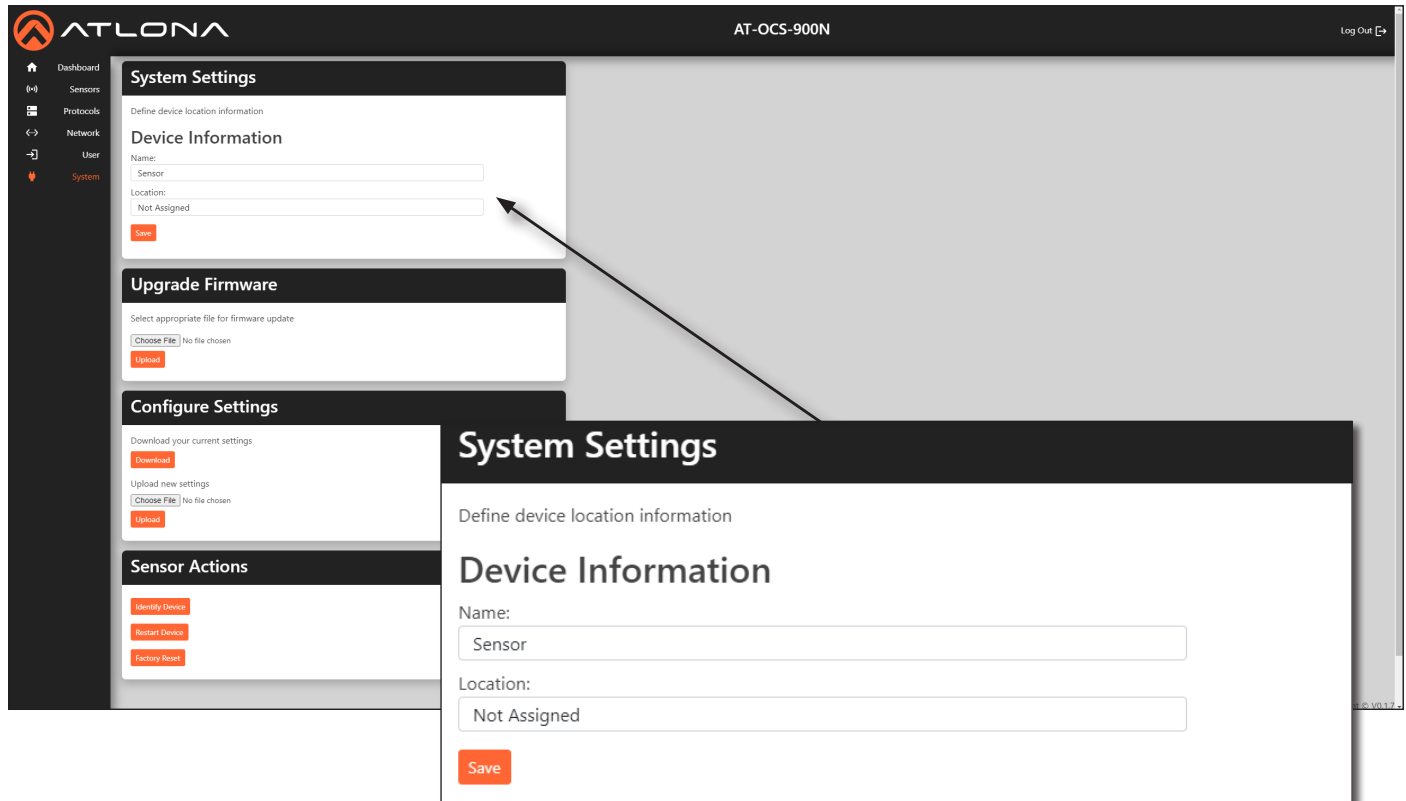 ATLONA
AT-OCS-900N
Log Out
Dashboard
Sensors
Protocols
Network
User
System
System Settings
Define device location information
Device Information
Name:
Sensor
Location:
Not Assigned
Save
Upgrade Firmware
Select appropriate file for firmware update
Choose File No file chosen
Upload
Configure Settings
Download your current settings
Download
Upload new settings
Choose File No file chosen
Upload
Sensor Actions
Identify Device
Restart Device
Factory Reset
System Settings
Define device location information
Device Information
Name:
Sensor
Location:
Not Assigned
Save
© V0.1.7